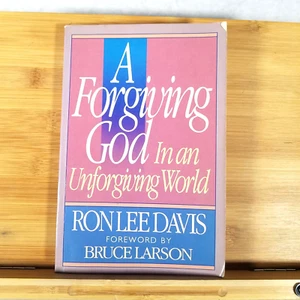 A
Forgiving
God In an
Unforgiving World
RON LEE DAVIS
FOREWORD BY
BRUCE LARSON